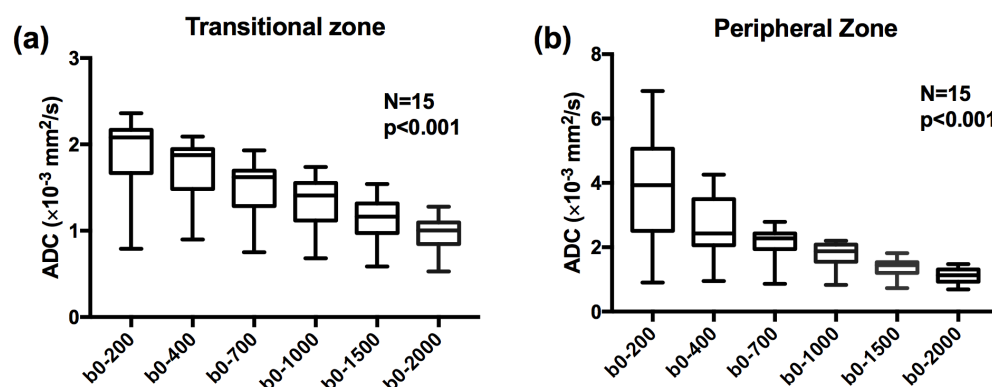 (a)
Transitional zone
ADC (×10-3 mm2/s)
3
2
1
0
N=15
p<0.001
b0-200
b0-400
b0-700
b0-1000
b0-1500
b0-2000
(b)
Peripheral Zone
ADC (×10-3 mm2/s)
8
6
4
2
0
N=15
p<0.001
b0-200
b0-400
b0-700
b0-1000
b0-1500
b0-2000